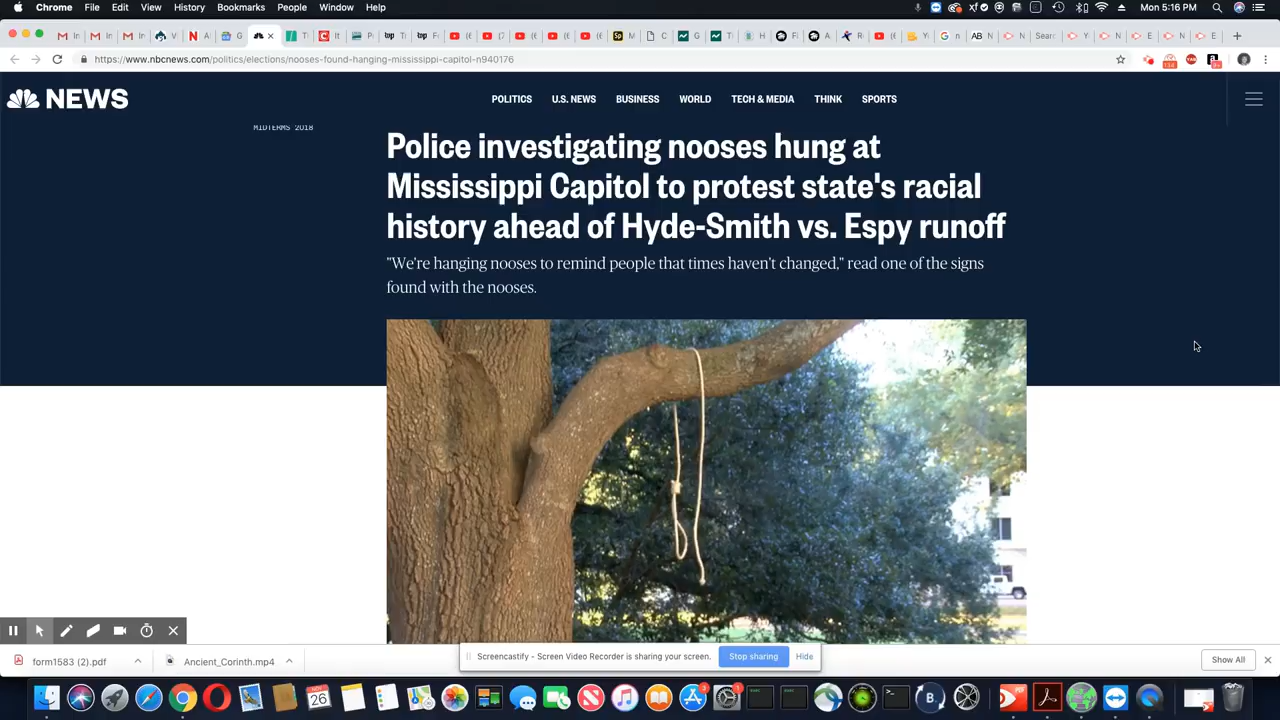 Chrome File Edit View History Bookmarks People Window Help
Mon 5:16 PM
https://www.nbcnews.com/politics/elections/nooses-found-hanging-mississippi-capitol-n940176
NEWS
POLITICS U.S. NEWS BUSINESS WORLD TECH & MEDIA THINK SPORTS
MIDTERMS 2018
Police investigating nooses hung at
Mississippi Capitol to protest state's racial
history ahead of Hyde-Smith vs. Espy runoff
"We're hanging nooses to remind people that times haven't changed," read one of the signs
found with the nooses.
Screencastify - Screen Video Recorder is sharing your screen. Stop sharing Hide
form1583 (2).pdf Ancient_Corinth.mp4 Show All
NOV
26